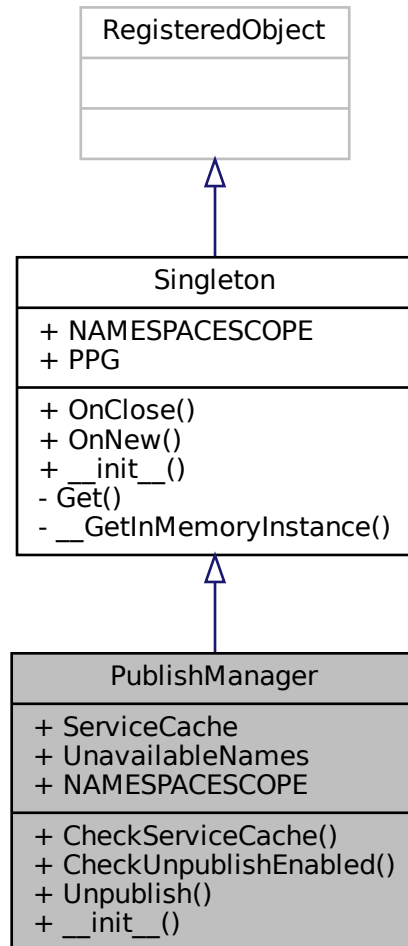 RegisteredObject
Singleton
+ NAMESPACESCOPE
+ PPG
+ OnClose()
+ OnNew()
+ __init__()
- Get()
- __GetInMemoryInstance()
PublishManager
+ ServiceCache
+ UnavailableNames
+ NAMESPACESCOPE
+ CheckServiceCache()
+ CheckUnpublishEnabled()
+ Unpublish()
+ __init__()